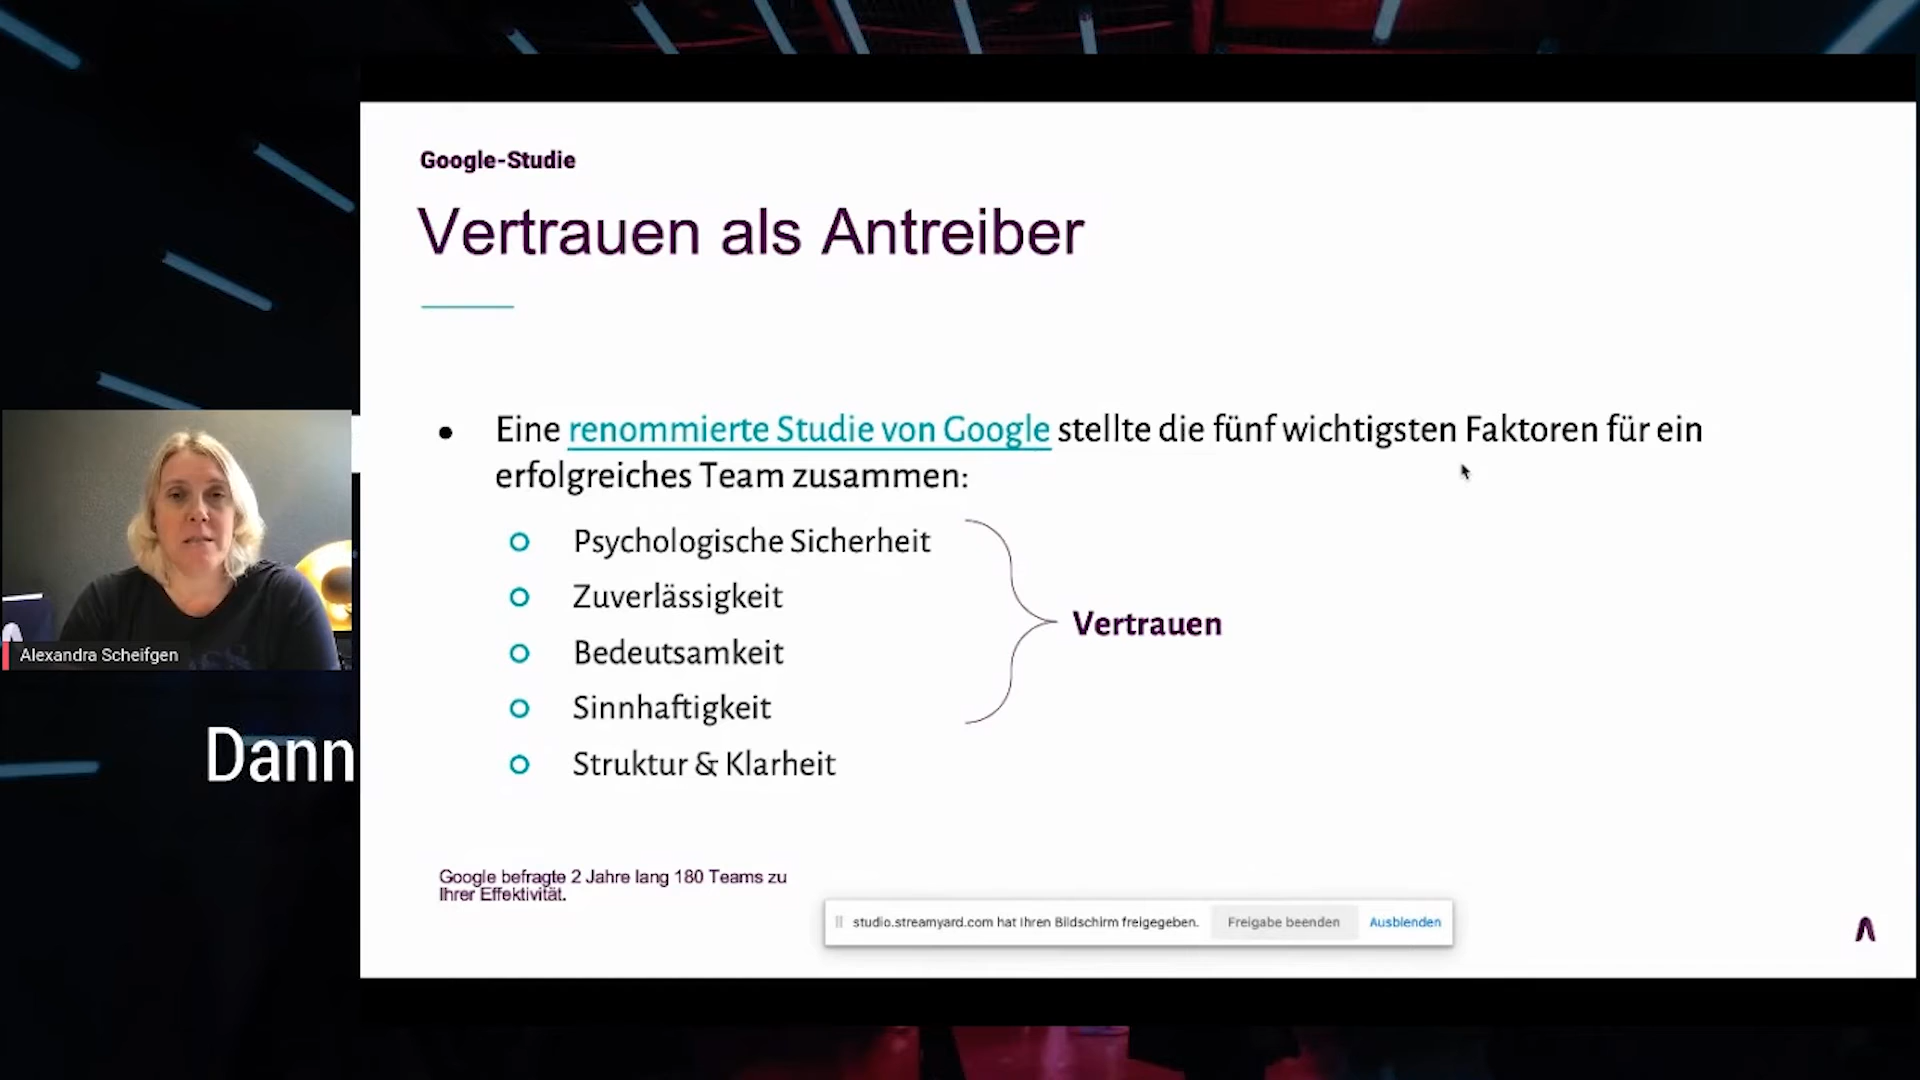 Google-Studie
Vertrauen als Antreiber
Eine renommierte Studie von Google stellte die fünf wichtigsten Faktoren für ein
erfolgreiches Team zusammen:
Psychologische Sicherheit
Zuverlässigkeit
Bedeutsamkeit
Sinnhaftigkeit
Struktur & Klarheit
Vertrauen
Google befragte 2 Jahre lang 180 Teams zu
Ihrer Effektivität.
studio.streamyard.com hat Ihren Bildschirm freigegeben. Freigabe beenden Ausblenden
Alexandra Scheifgen
Dann